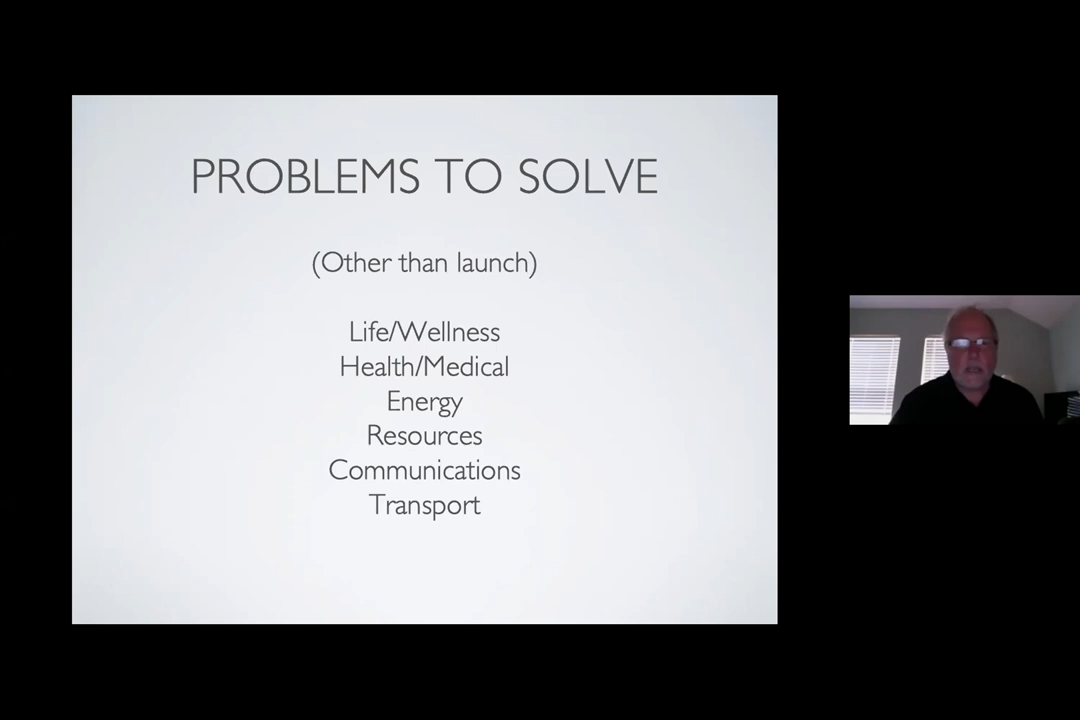 PROBLEMS TO SOLVE
(Other than launch)
Life/Wellness
Health/Medical
Energy
Resources
Communications
Transport